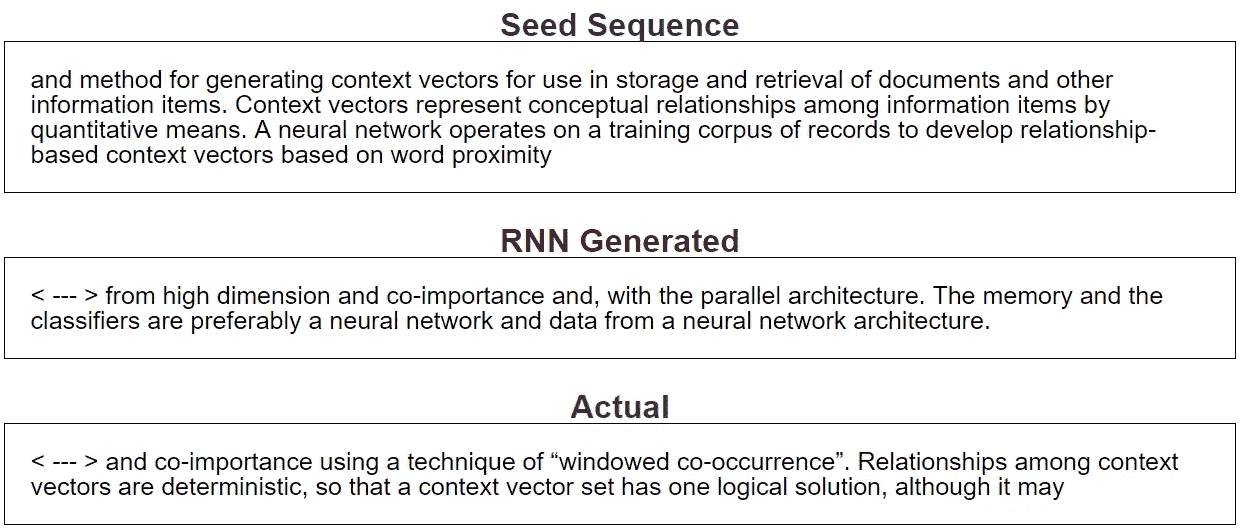 Seed Sequence
and method for generating context vectors for use in storage and retrieval of documents and other
information items. Context vectors represent conceptual relationships among information items by
quantitative means. A neural network operates on a training corpus of records to develop relationship-
based context vectors based on word proximity
RNN Generated
< --- > from high dimension and co-importance and, with the parallel architecture. The memory and the
classifiers are preferably a neural network and data from a neural network architecture.
Actual
< --- > and co-importance using a technique of “windowed co-occurrence”. Relationships among context
vectors are deterministic, so that a context vector set has one logical solution, although it may